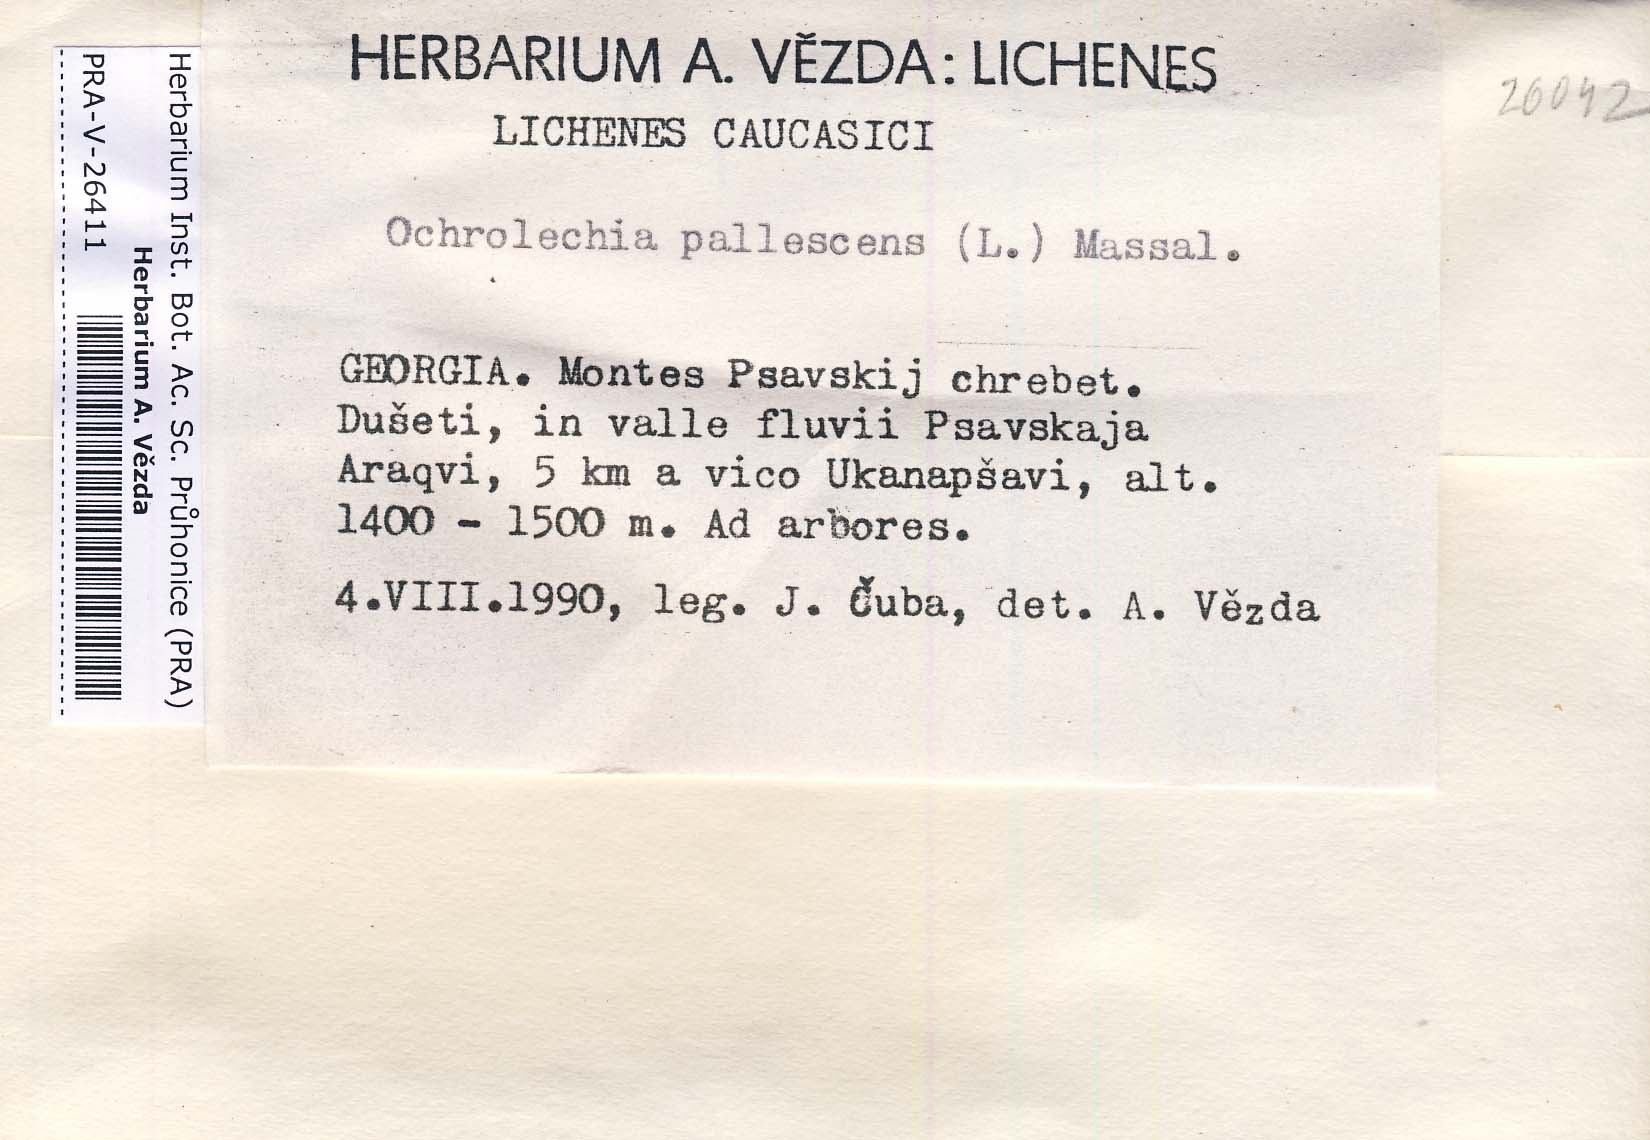 HERBARIUM A. VĚZDA: LICHENES
LICHENES CAUCASICI
26042
Ochrolechia pallescens (L.) Massal.
GEORGIA. Montes Psavskij chrebet.
Dušeti, in valle fluvii Psavskaja
Araqvi, 5 km a vico Ukanapšavi, alt.
1400 - 1500 m. Ad arbores.
4.VIII.1990, leg. J. Čuba, det. A. Vězda
Herbarium Inst. Bot. Ac. Sc. Průhonice (PRA)
Herbarium A. Vězda
PRA-V-26411